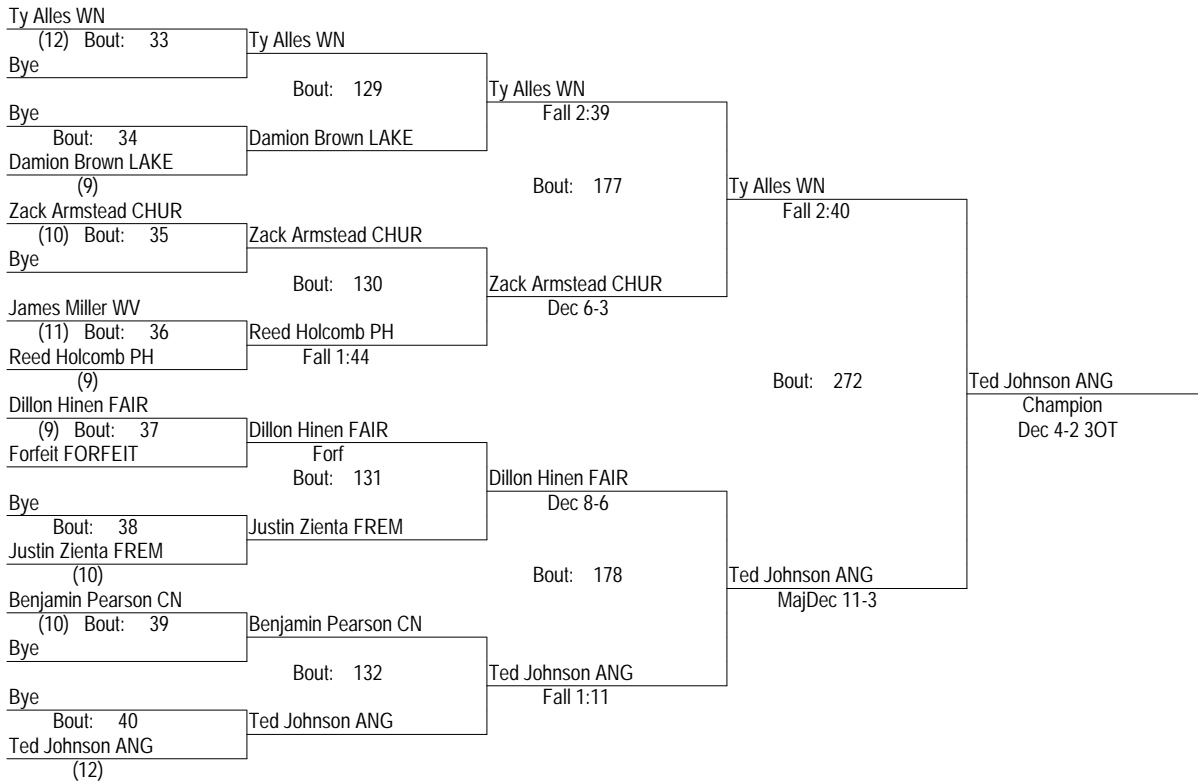 Ty Alles WN
(12) Bout: 33
Bye
Ty Alles WN
Bout: 129
Bye
Bout: 34
Damion Brown LAKE
(9)
Damion Brown LAKE
Ty Alles WN
Fall 2:39
Bout: 177
Zack Armstead CHUR
(10) Bout: 35
Bye
Zack Armstead CHUR
Bout: 130
James Miller WV
(11) Bout: 36
Reed Holcomb PH
(9)
Reed Holcomb PH
Fall 1:44
Zack Armstead CHUR
Dec 6-3
Ty Alles WN
Fall 2:40
Bout: 272
Dillon Hinen FAIR
(9) Bout: 37
Forfeit FORFEIT
Dillon Hinen FAIR
Forf
Bout: 131
Bye
Bout: 38
Justin Zienta FREM
(10)
Justin Zienta FREM
Dillon Hinen FAIR
Dec 8-6
Bout: 178
Benjamin Pearson CN
(10) Bout: 39
Bye
Benjamin Pearson CN
Bout: 132
Bye
Bout: 40
Ted Johnson ANG
(12)
Ted Johnson ANG
Ted Johnson ANG
Fall 1:11
Ted Johnson ANG
MajDec 11-3
Ted Johnson ANG
Champion
Dec 4-2 3OT